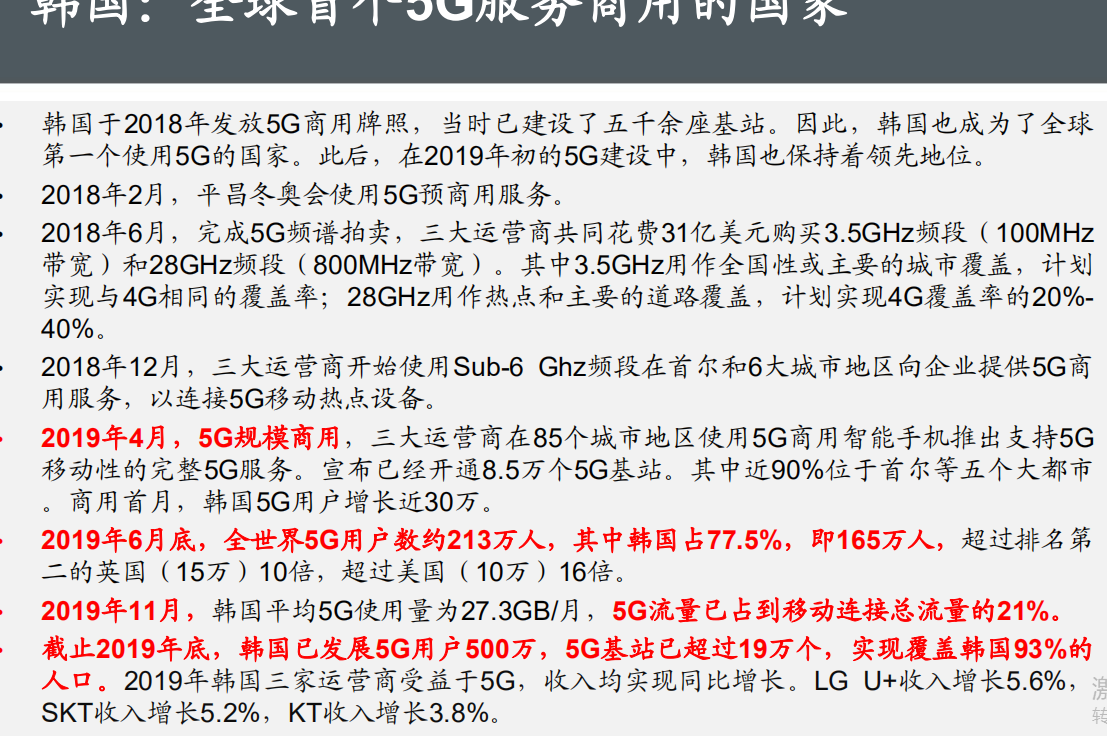 韩国：全球首个5G服务商用的国家
• 韩国于2018年发放5G商用牌照，当时已建设了五千余座基站。因此，韩国也成为了全球
第一个使用5G的国家。此后，在2019年初的5G建设中，韩国也保持着领先地位。
• 2018年2月，平昌冬奥会使用5G预商用服务。
• 2018年6月，完成5G频谱拍卖，三大运营商共同花费31亿美元购买3.5GHz频段（100MHz
带宽）和28GHz频段（800MHz带宽）。其中3.5GHz用作全国性或主要的城市覆盖，计划
实现与4G相同的覆盖率；28GHz用作热点和主要的道路覆盖，计划实现4G覆盖率的20%-
40%。
• 2018年12月，三大运营商开始使用Sub-6 Ghz频段在首尔和6大城市地区向企业提供5G商
用服务，以连接5G移动热点设备。
• 2019年4月，5G规模商用，三大运营商在85个城市地区使用5G商用智能手机推出支持5G
移动性的完整5G服务。宣布已经开通8.5万个5G基站。其中近90%位于首尔等五个大都市
。商用首月，韩国5G用户增长近30万。
• 2019年6月底，全世界5G用户数约213万人，其中韩国占77.5%，即165万人，超过排名第
二的英国（15万）10倍，超过美国（10万）16倍。
• 2019年11月，韩国平均5G使用量为27.3GB/月，5G流量已占到移动连接总流量的21%。
• 截止2019年底，韩国已发展5G用户500万，5G基站已超过19万个，实现覆盖韩国93%的
人口。2019年韩国三家运营商受益于5G，收入均实现同比增长。LG U+收入增长5.6%，
SKT收入增长5.2%，KT收入增长3.8%。
激
转